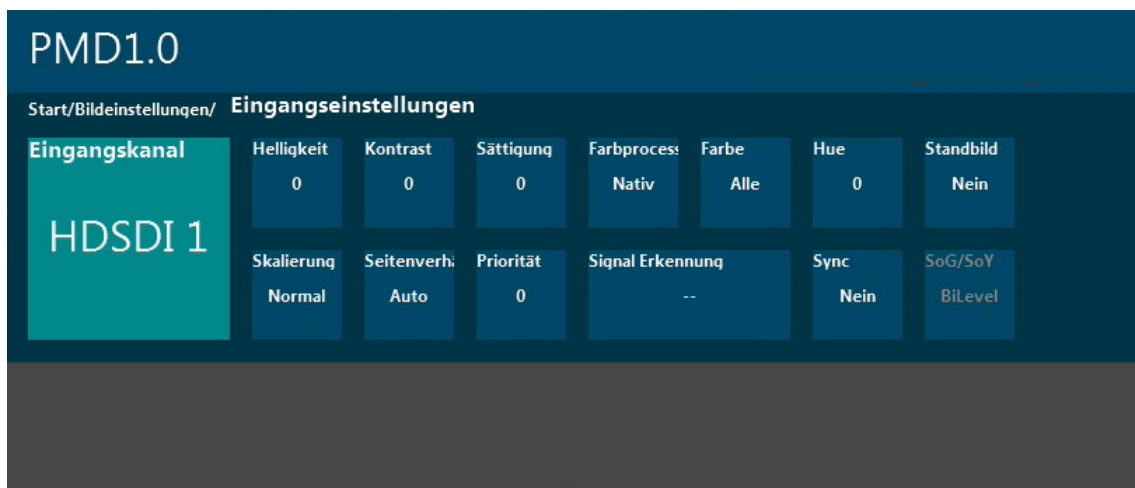 PMD1.0
Start/Bildeinstellungen/ Eingangseinstellungen
Eingangskanal
HDSDI 1
Helligkeit
0
Kontrast
0
Sättigung
0
Farbprocess
Nativ
Farbe
Alle
Hue
0
Standbild
Nein
Skalierung
Normal
Seitenverhä
Auto
Priorität
0
Signal Erkennung
--
Sync
Nein
SoG/SoY
BiLevel